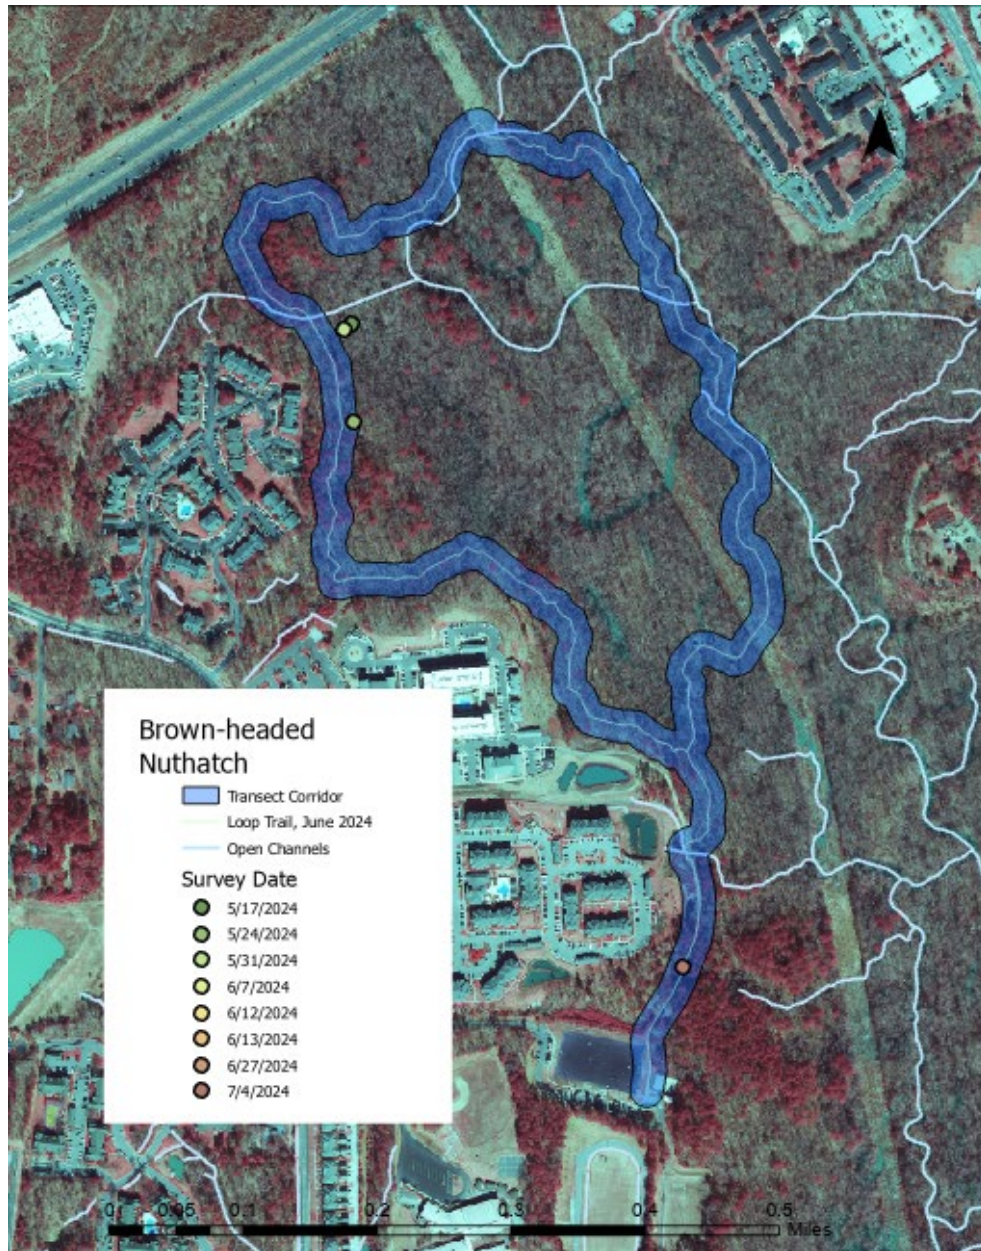 Brown-headed
Nuthatch
Transect Corridor
Loop Trail, June 2024
Open Channels
Survey Date
5/17/2024
5/24/2024
5/31/2024
6/7/2024
6/12/2024
6/13/2024
6/27/2024
7/4/2024
0 0.05 0.1 0.2 0.3 0.4 0.5
Miles